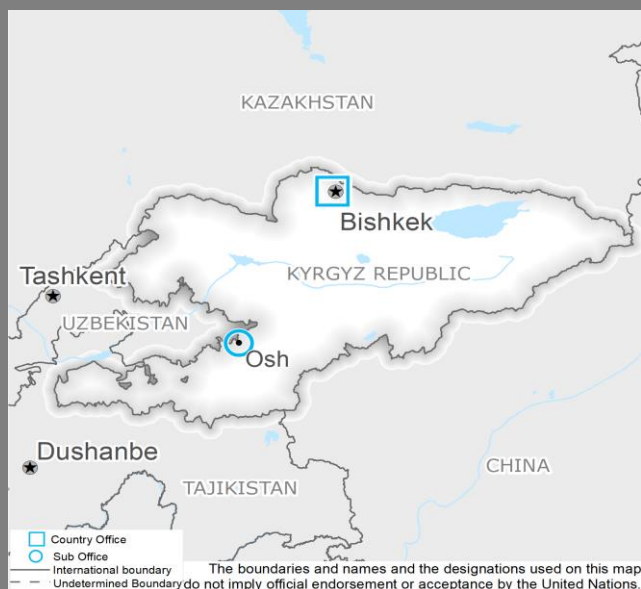 KAZAKHSTAN
Bishkek
KYRGYZ REPUBLIC
Tashkent
UZBEKISTAN
Osh
Dushanbe
CHINA
TAJIKISTAN
Country Office
Sub Office
International boundary
Undetermined Boundary
The boundaries and names and the designations used on this map
do not imply official endorsement or acceptance by the United Nations.